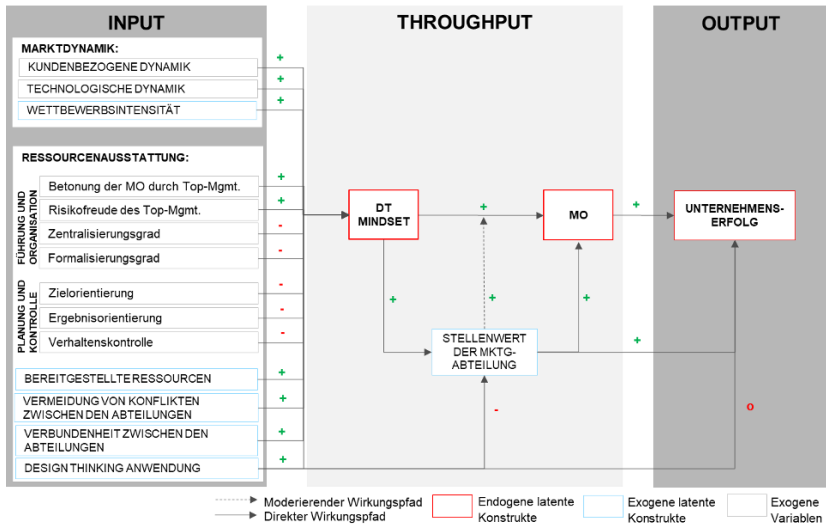 INPUT
THROUGHPUT
OUTPUT
MARKTDYNAMIK:
KUNDENBEZOGENE DYNAMIK
+
TECHNOLOGISCHE DYNAMIK
+
WETTBEWERBSINTENSITÄT
+
RESSOURCENAUSSTATTUNG:
FÜHRUNG UND
ORGANISATION
Betonung der MO durch Top-Mgmt.
+
Risikofreude des Top-Mgmt.
+
Zentralisierungsgrad
-
Formalisierungsgrad
-
PLANUNG UND
KONTROLLE
Zielorientierung
-
Ergebnisorientierung
-
Verhaltenskontrolle
-
BEREITGESTELLTE RESSOURCEN
+
VERMEIDUNG VON KONFLIKTEN
ZWISCHEN DEN ABTEILUNGEN
+
VERBUNDENHEIT ZWISCHEN DEN
ABTEILUNGEN
+
DESIGN THINKING ANWENDUNG
+
DT
MINDSET
+
MO
+
UNTERNEHMENS-
ERFOLG
+
+
+
STELLENWERT
DER MKTG-
ABTEILUNG
+
-
o
Moderierender Wirkungspfad
Direkter Wirkungspfad
Endogene latente
Konstrukte
Exogene latente
Konstrukte
Exogene
Variablen